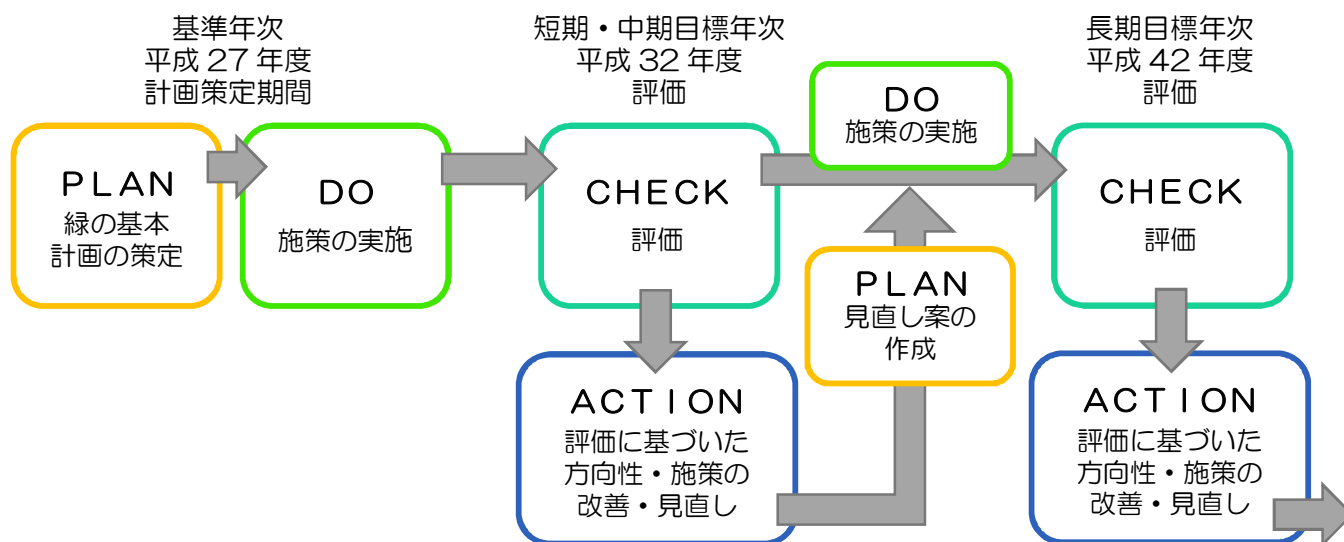 基準年次
平成 27 年度
計画策定期間
短期・中期目標年次
平成 32 年度
評価
長期目標年次
平成 42 年度
評価
ＰＬＡＮ
緑の基本
計画の策定
ＤＯ
施策の実施
ＣＨＥＣＫ
評価
ＤＯ
施策の実施
ＣＨＥＣＫ
評価
ＰＬＡＮ
見直し案の
作成
ＡＣＴＩＯＮ
評価に基づいた
方向性・施策の
改善・見直し
ＡＣＴＩＯＮ
評価に基づいた
方向性・施策の
改善・見直し